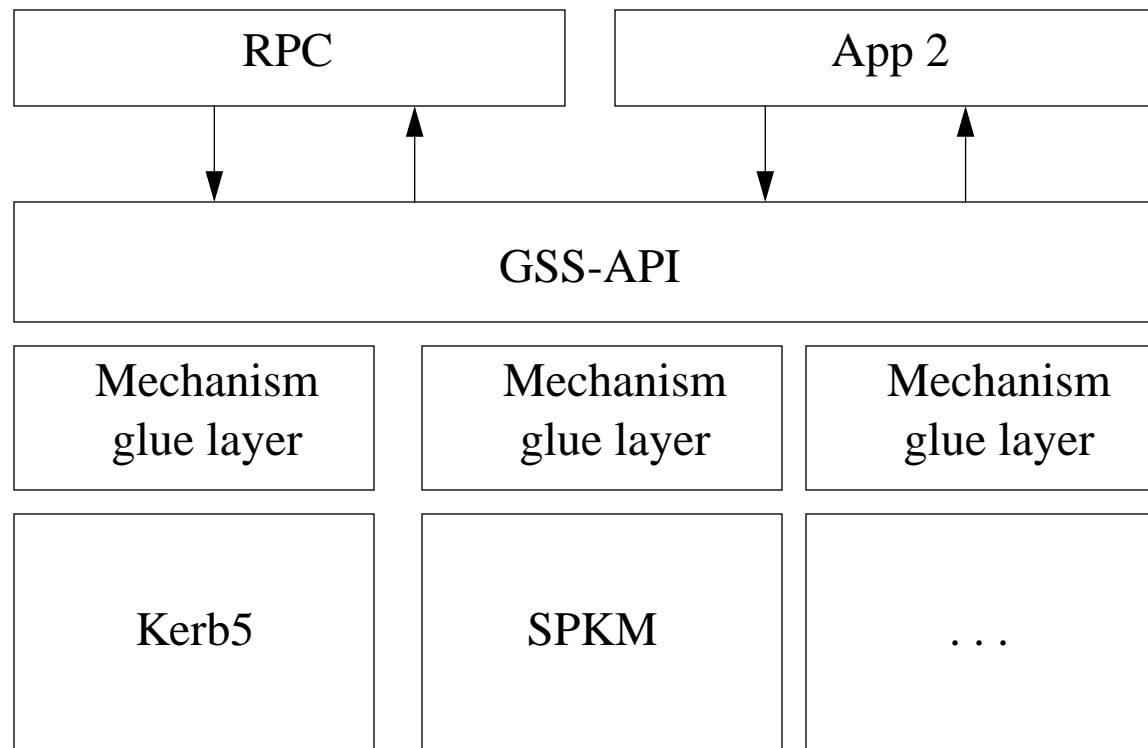 RPC
App 2
GSS-API
Mechanism
glue layer
Mechanism
glue layer
Mechanism
glue layer
Kerb5
SPKM
. . .